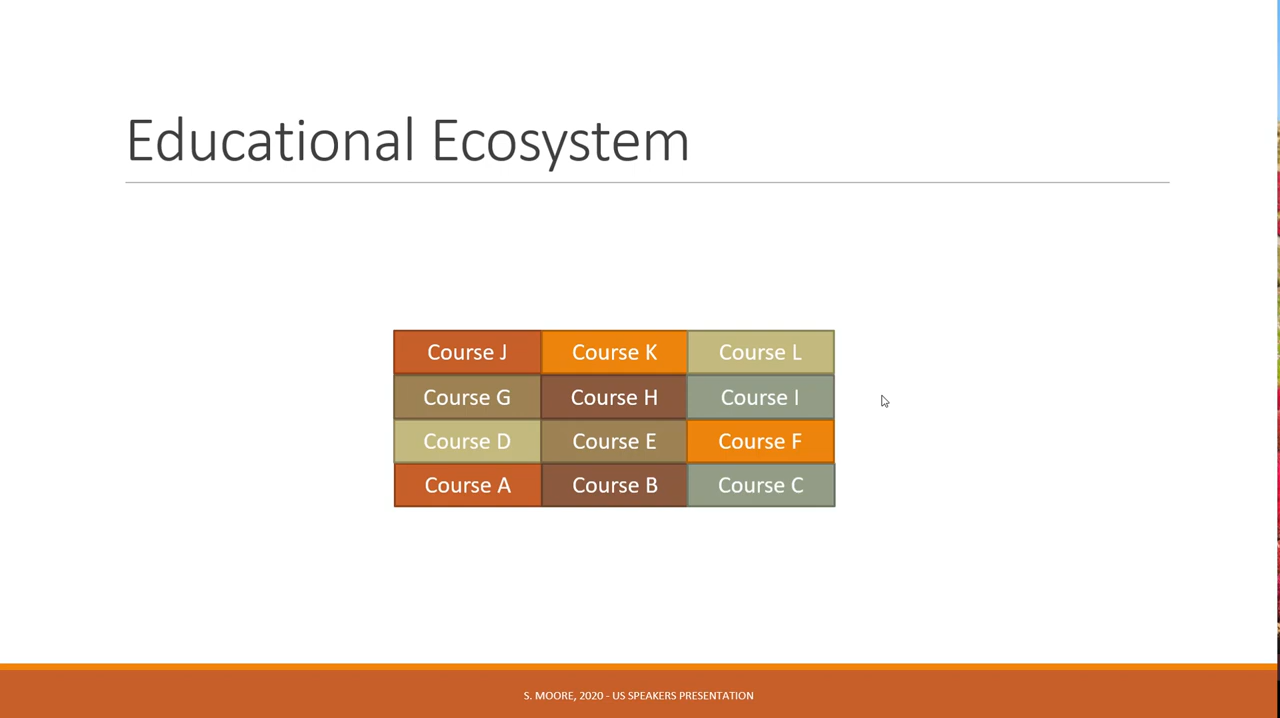 Educational Ecosystem
Course J Course K Course L
Course G Course H Course I
Course D Course E Course F
Course A Course B Course C
S. MOORE, 2020 - US SPEAKERS PRESENTATION